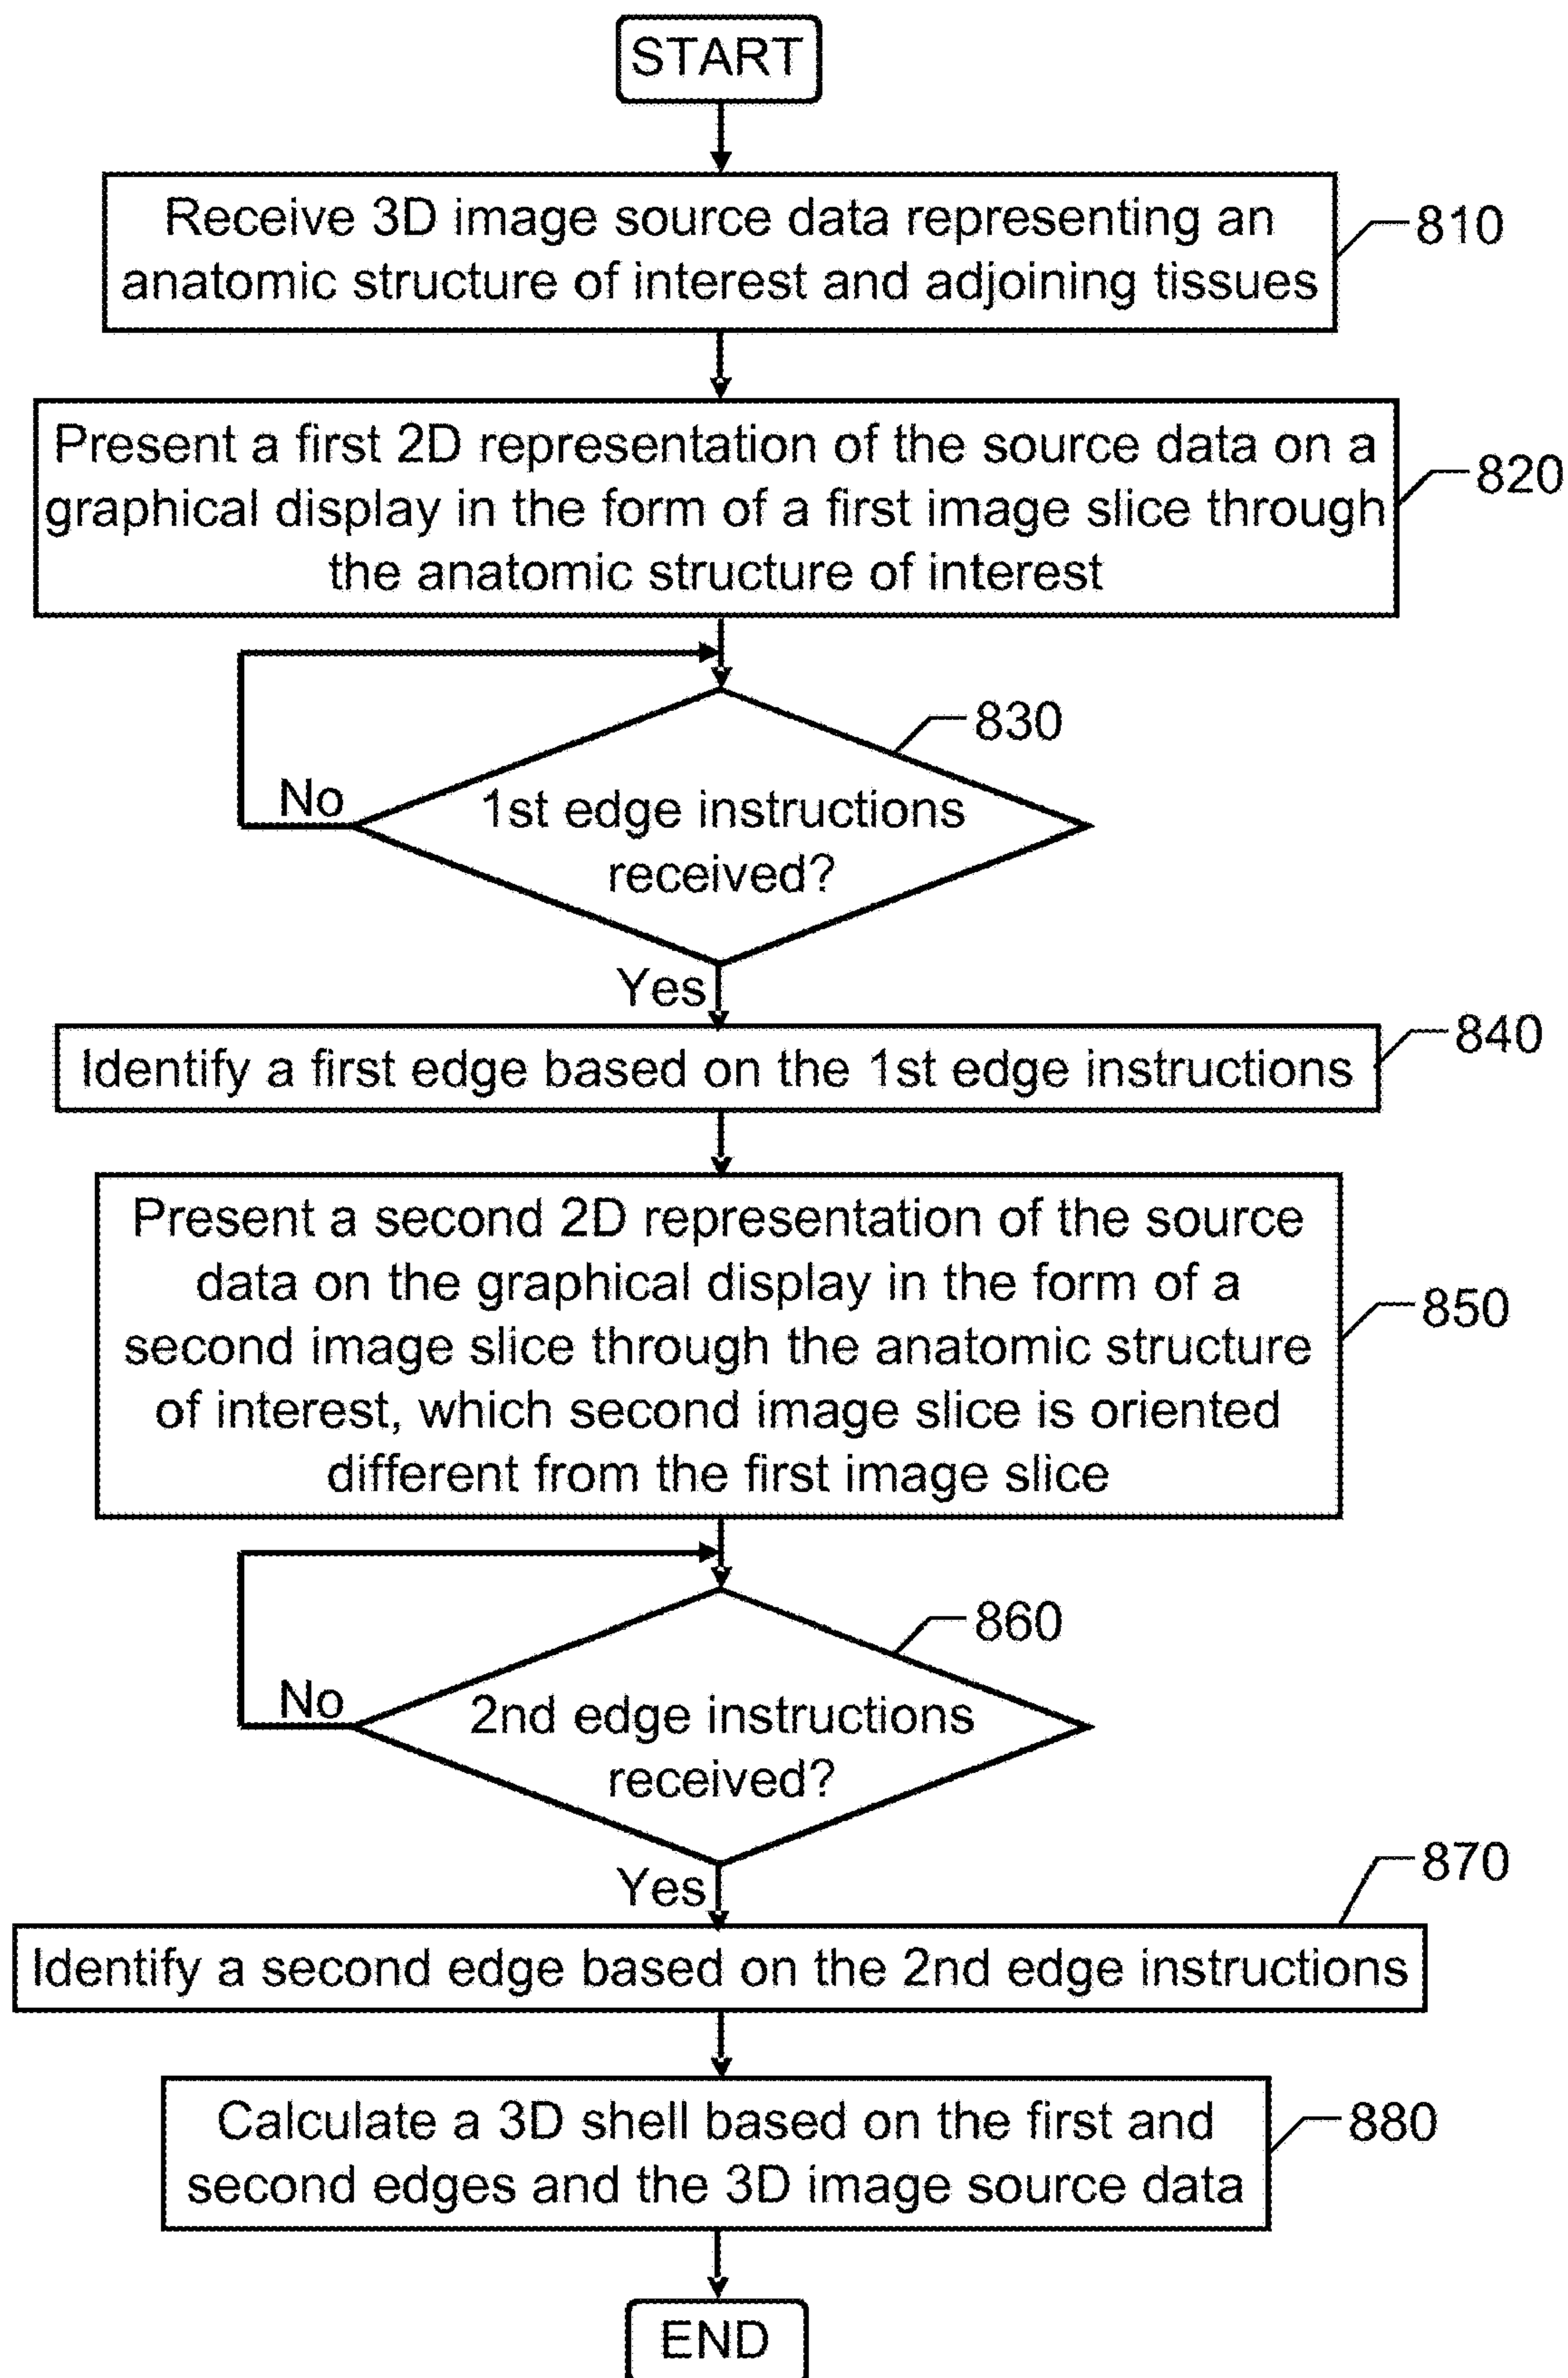 START
Receive 3D image source data representing an
anatomic structure of interest and adjoining tissues
810
Present a first 2D representation of the source data on a
graphical display in the form of a first image slice through
the anatomic structure of interest
820
830
No
1st edge instructions
received?
Yes
Identify a first edge based on the 1st edge instructions
840
Present a second 2D representation of the source
data on the graphical display in the form of a
second image slice through the anatomic structure
of interest, which second image slice is oriented
different from the first image slice
850
860
No
2nd edge instructions
received?
Yes
870
Identify a second edge based on the 2nd edge instructions
Calculate a 3D shell based on the first and
second edges and the 3D image source data
880
END